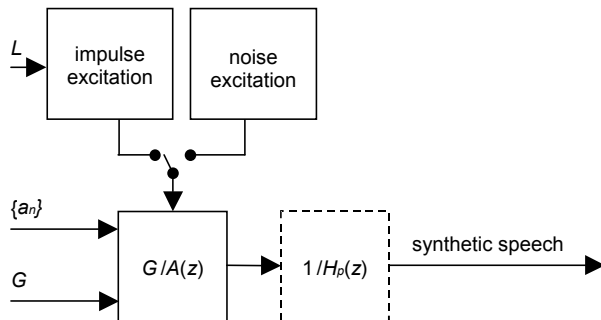 L
impulse
excitation
noise
excitation
{an}
G
G/A(z)
1/Hp(z)
synthetic speech